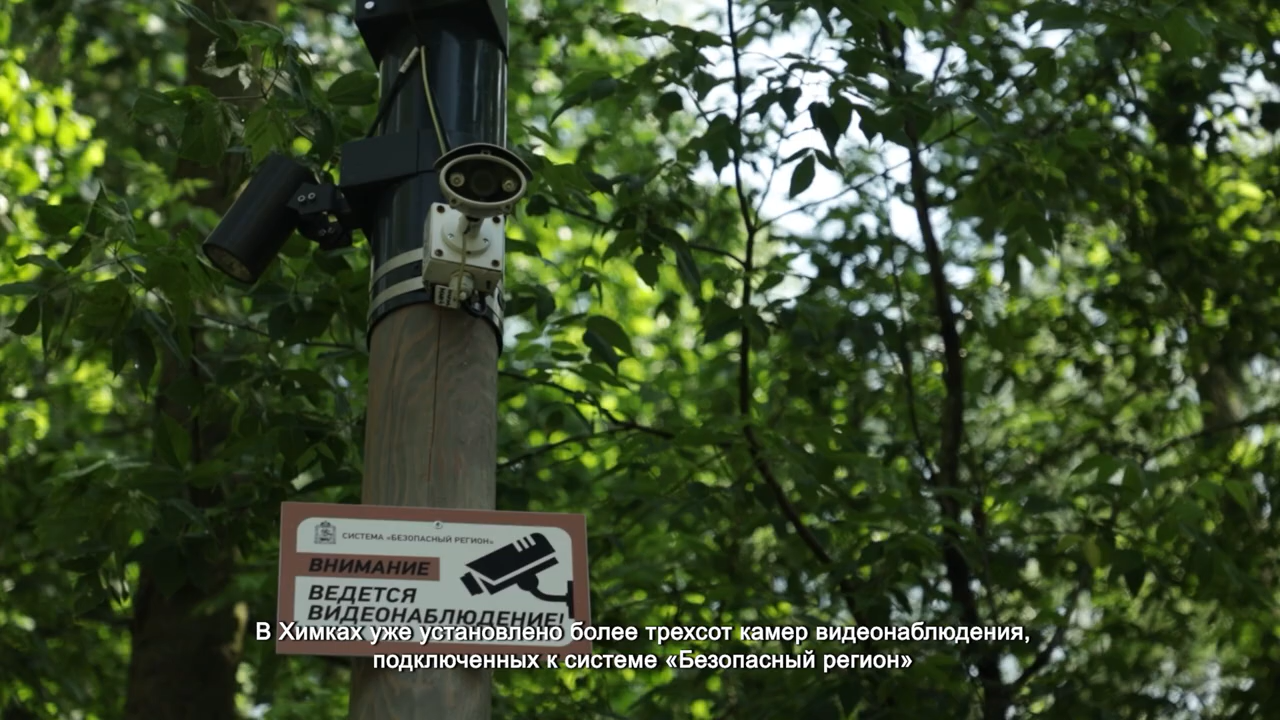 СИСТЕМА «БЕЗОПАСНЫЙ РЕГИОН»
ВНИМАНИЕ
ВЕДЕТСЯ
ВИДЕОНАБЛЮДЕНИЕ!
В Химках уже установлено более трехсот камер видеонаблюдения,
подключенных к системе «Безопасный регион»